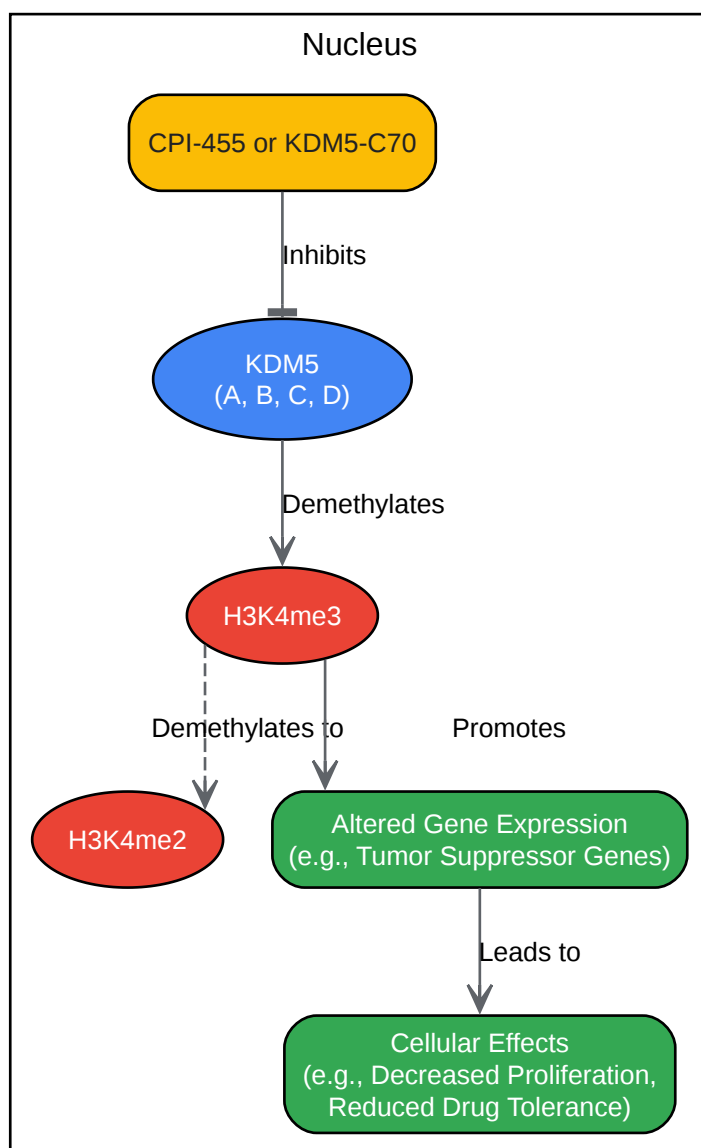 Nucleus
CPI-455 or KDM5-C70
Inhibits
KDM5
(A, B, C, D)
Demethylates
H3K4me3
Demethylates to
Promotes
H3K4me2
Altered Gene Expression
(e.g., Tumor Suppressor Genes)
Leads to
Cellular Effects
(e.g., Decreased Proliferation,
Reduced Drug Tolerance)